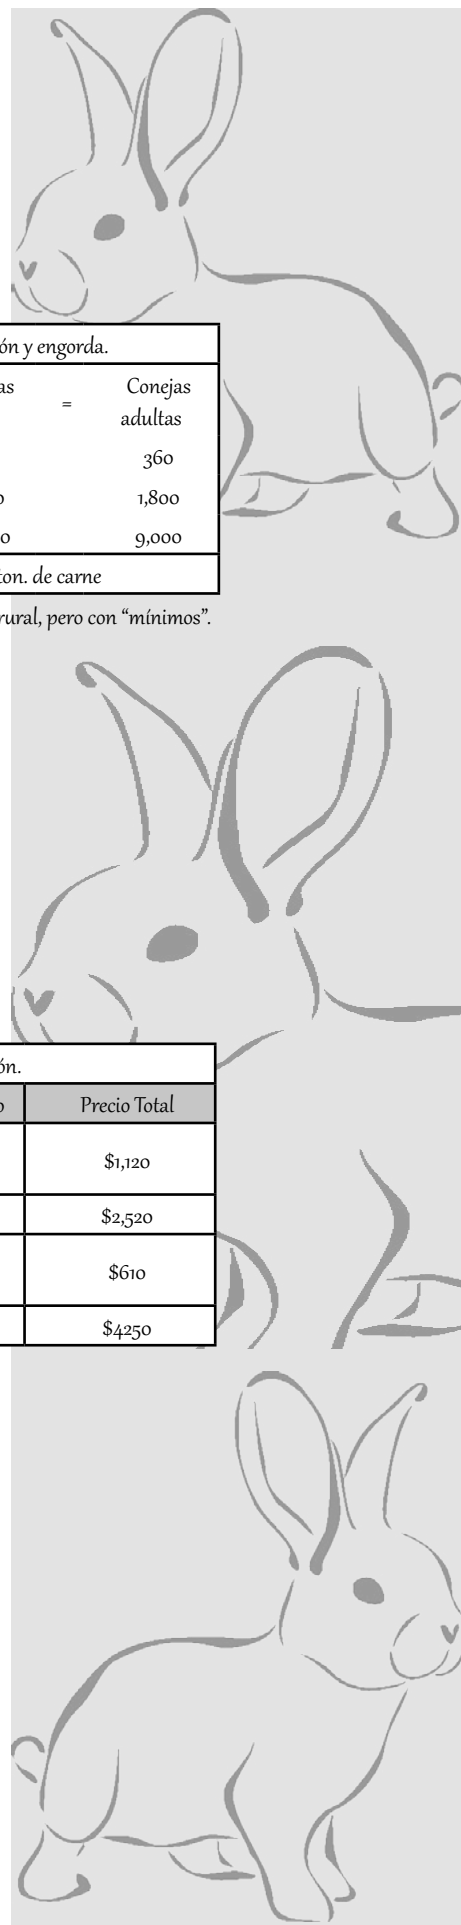 ón y engorda.
as = Conejas
adultas
360
o 1,800
o 9,000
ton. de carne
rural, pero con “mínimos”.
ón.
o Precio Total
$1,120
$2,520
$610
$4250